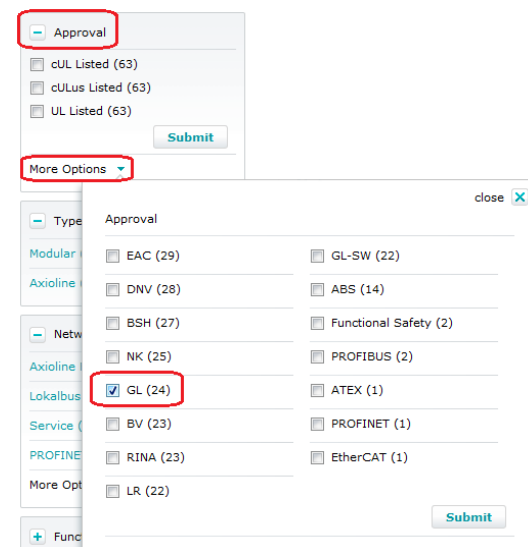 Approval
cUL Listed (63)
cULus Listed (63)
UL Listed (63)
Submit
More Options
close
Approval
EAC (29)
GL-SW (22)
DNV (28)
ABS (14)
BSH (27)
Functional Safety (2)
NK (25)
PROFIBUS (2)
GL (24)
ATEX (1)
BV (23)
PROFINET (1)
RINA (23)
EtherCAT (1)
LR (22)
Submit
Type
Modular
Axioline
Netw
Axioline
Lokalbus
Service (
PROFINE
More Opt
Func